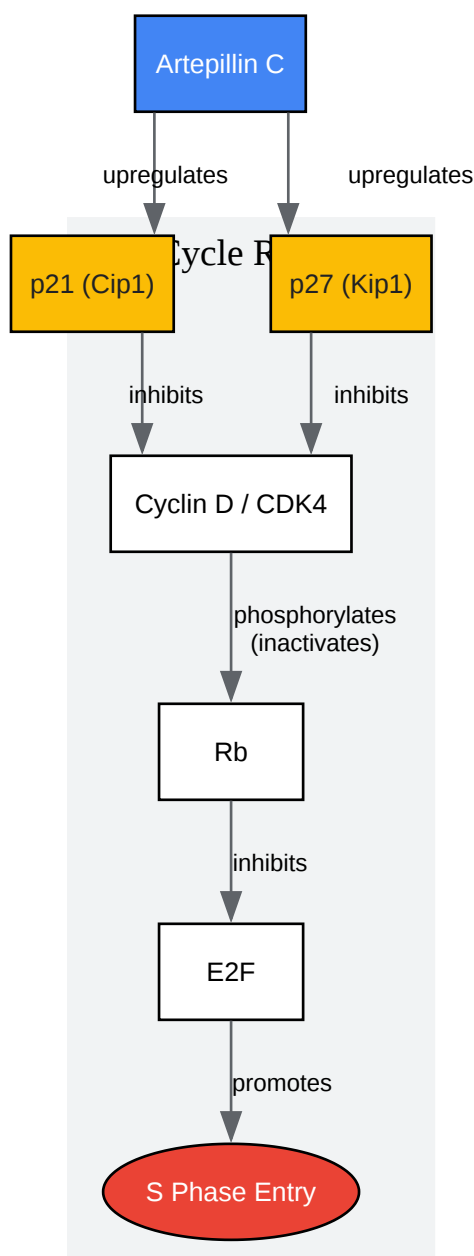 Artepillin C
upregulates
upregulates
Cycle R
p21 (Cip1)
p27 (Kip1)
inhibits
inhibits
Cyclin D / CDK4
phosphorylates
(inactivates)
Rb
inhibits
E2F
promotes
S Phase Entry